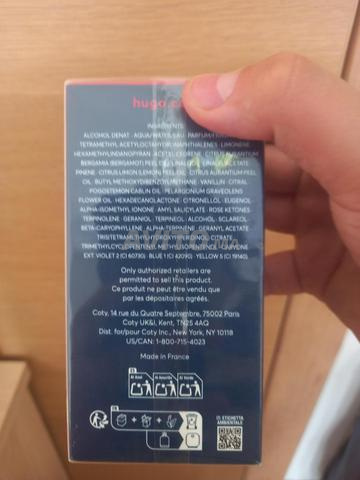 hugo.c
INGREDIENTS:
ALCOHOL DENAT · AQUA/WATER/EAU · PARFUM/FRAGRANCE
TETRAMETHYL ACETYLOCTAHYDRONAPHTHALENES · LIMONENE
HEXAMETHYLINDANOPYRAN · ACETYL CEDRENE · CITRUS AURANTIUM
BERGAMIA (BERGAMOT) PEEL OIL · LINALOOL · LINALYL ACETATE
PINENE · CITRUS LIMON (LEMON) PEEL OIL · CITRUS AURANTIUM PEEL
OIL · BUTYL METHOXYDIBENZOYLMETHANE · VANILLIN · CITRAL
POGOSTEMON CABLIN OIL · PELARGONIUM GRAVEOLENS
FLOWER OIL · HEXADECANOLACTONE · CITRONELLOL · EUGENOL
ALPHA-ISOMETHYL IONONE · AMYL SALICYLATE · ROSE KETONES
TERPINOLENE · GERANIOL · TERPINEOL · ALCOHOL · SCLAREOL
BETA-CARYOPHYLLENE · ALPHA-TERPINENE · GERANYL ACETATE
TRIS(TETRAMETHYLHYDROXYPIPERIDINOL) CITRATE
TRIMETHYLCYCLOPENTENYL METHYLISOPENTENOL · CARVONE
EXT. VIOLET 2 (CI 60730) · BLUE 1 (CI 42090) · YELLOW 5 (CI 19140)
Only authorized retailers are
permitted to sell this product.
Ce produit ne peut être vendu que
par les dépositaires agréés.
Coty, 14 rue du Quatre Septembre, 75002 Paris
Coty UK&I, Kent, TN25 4AQ
Dist. for/pour Coty Inc., New York, NY 10118
US/CAN: 1-800-715-4023
Made in France
ETICHETTA
AMBIENTALE